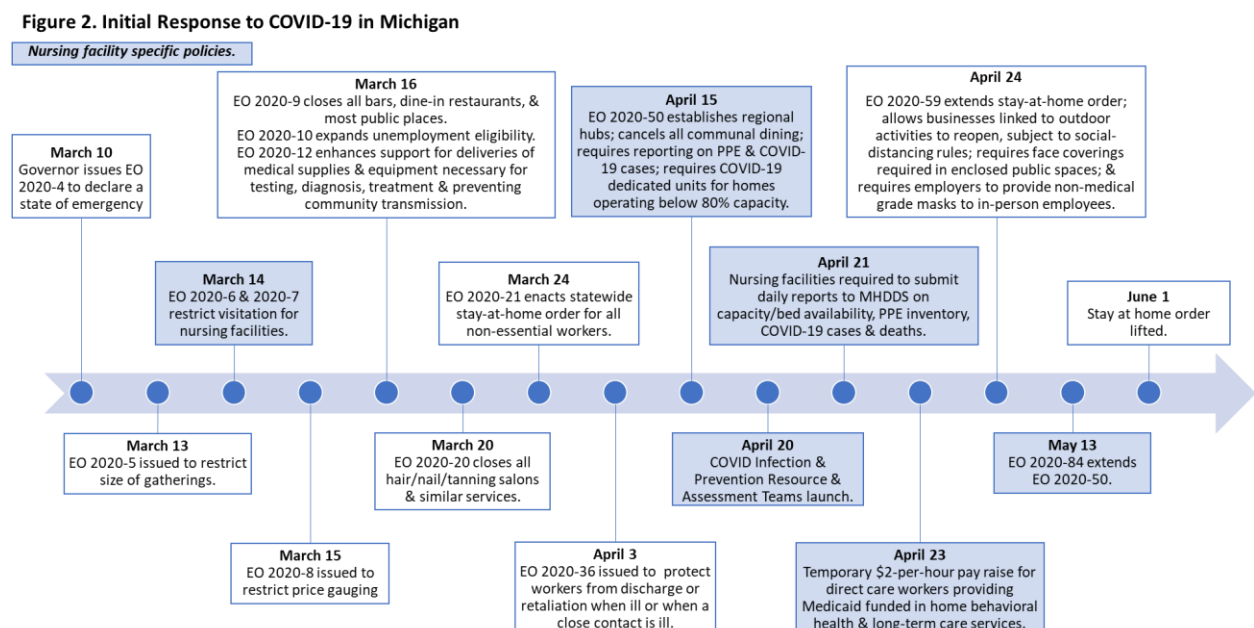 Figure 2. Initial Response to COVID-19 in Michigan
Nursing facility specific policies.
March 10
Governor issues EO
2020-4 to declare a
state of emergency
March 13
EO 2020-5 issued to restrict
size of gatherings.
March 14
EO 2020-6 & 2020-7
restrict visitation for
nursing facilities.
March 15
EO 2020-8 issued to
restrict price gauging
March 16
EO 2020-9 closes all bars, dine-in restaurants, &
most public places.
EO 2020-10 expands unemployment eligibility.
EO 2020-12 enhances support for deliveries of
medical supplies & equipment necessary for
testing, diagnosis, treatment & preventing
community transmission.
March 20
EO 2020-20 closes all
hair/nail/tanning salons
& similar services.
March 24
EO 2020-21 enacts statewide
stay-at-home order for all
non-essential workers.
April 3
EO 2020-36 issued to protect
workers from discharge or
retaliation when ill or when a
close contact is ill.
April 15
EO 2020-50 establishes regional
hubs; cancels all communal dining;
requires reporting on PPE & COVID-
19 cases; requires COVID-19
dedicated units for homes
operating below 80% capacity.
April 20
COVID Infection &
Prevention Resource &
Assessment Teams launch.
April 21
Nursing facilities required to submit
daily reports to MHDDS on
capacity/bed availability, PPE inventory,
COVID-19 cases & deaths.
April 23
Temporary $2-per-hour pay raise for
direct care workers providing
Medicaid funded in home behavioral
health & long-term care services.
April 24
EO 2020-59 extends stay-at-home order;
allows businesses linked to outdoor
activities to reopen, subject to social-
distancing rules; requires face coverings
required in enclosed public spaces; &
requires employers to provide non-medical
grade masks to in-person employees.
May 13
EO 2020-84 extends
EO 2020-50.
June 1
Stay at home order
lifted.